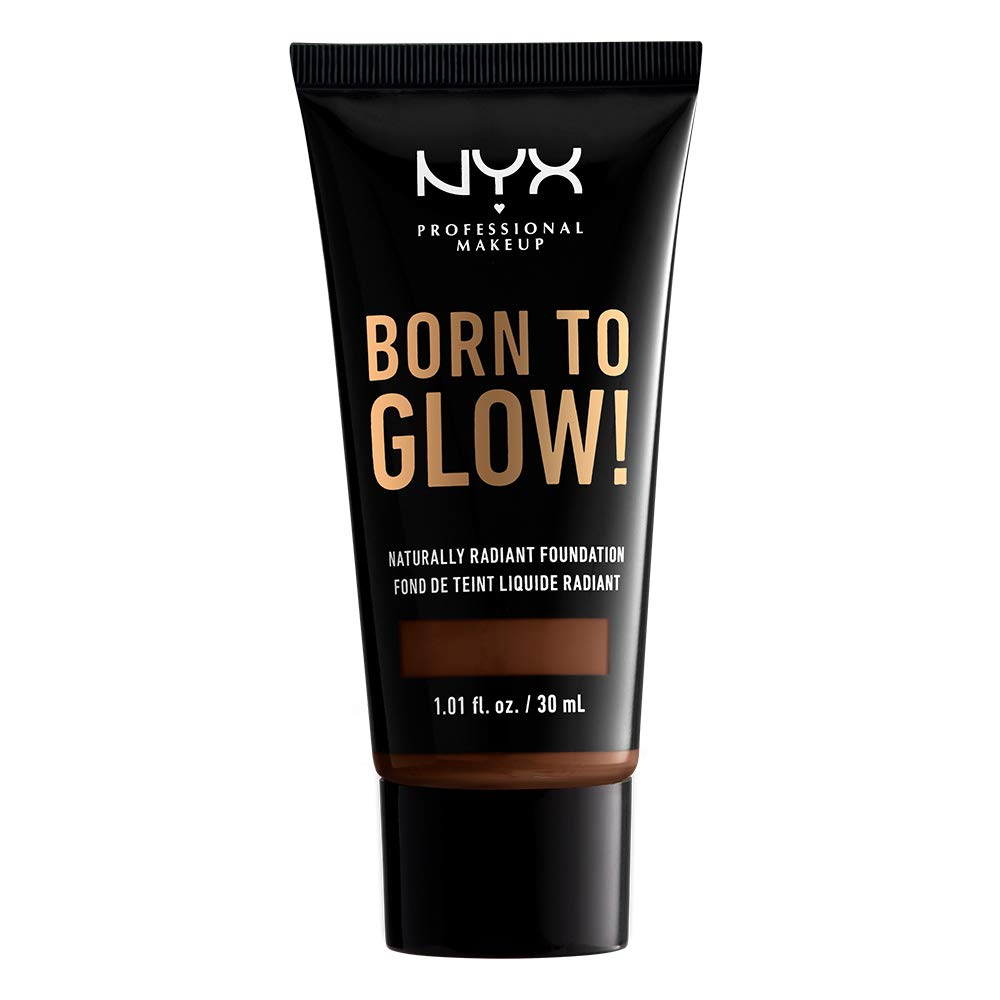 NYX
PROFESSIONAL
MAKEUP
BORN TO
GLOW!
NATURALLY RADIANT FOUNDATION
FOND DE TEINT LIQUIDE RADIANT
1.01 fl. oz. / 30 mL